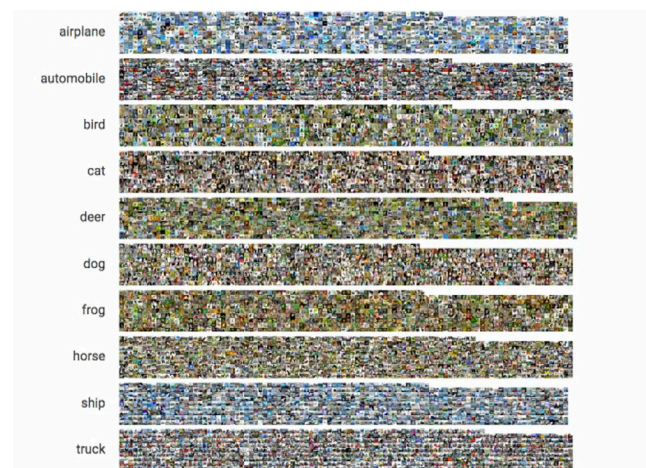 airplane
automobile
bird
cat
deer
dog
frog
horse
ship
truck